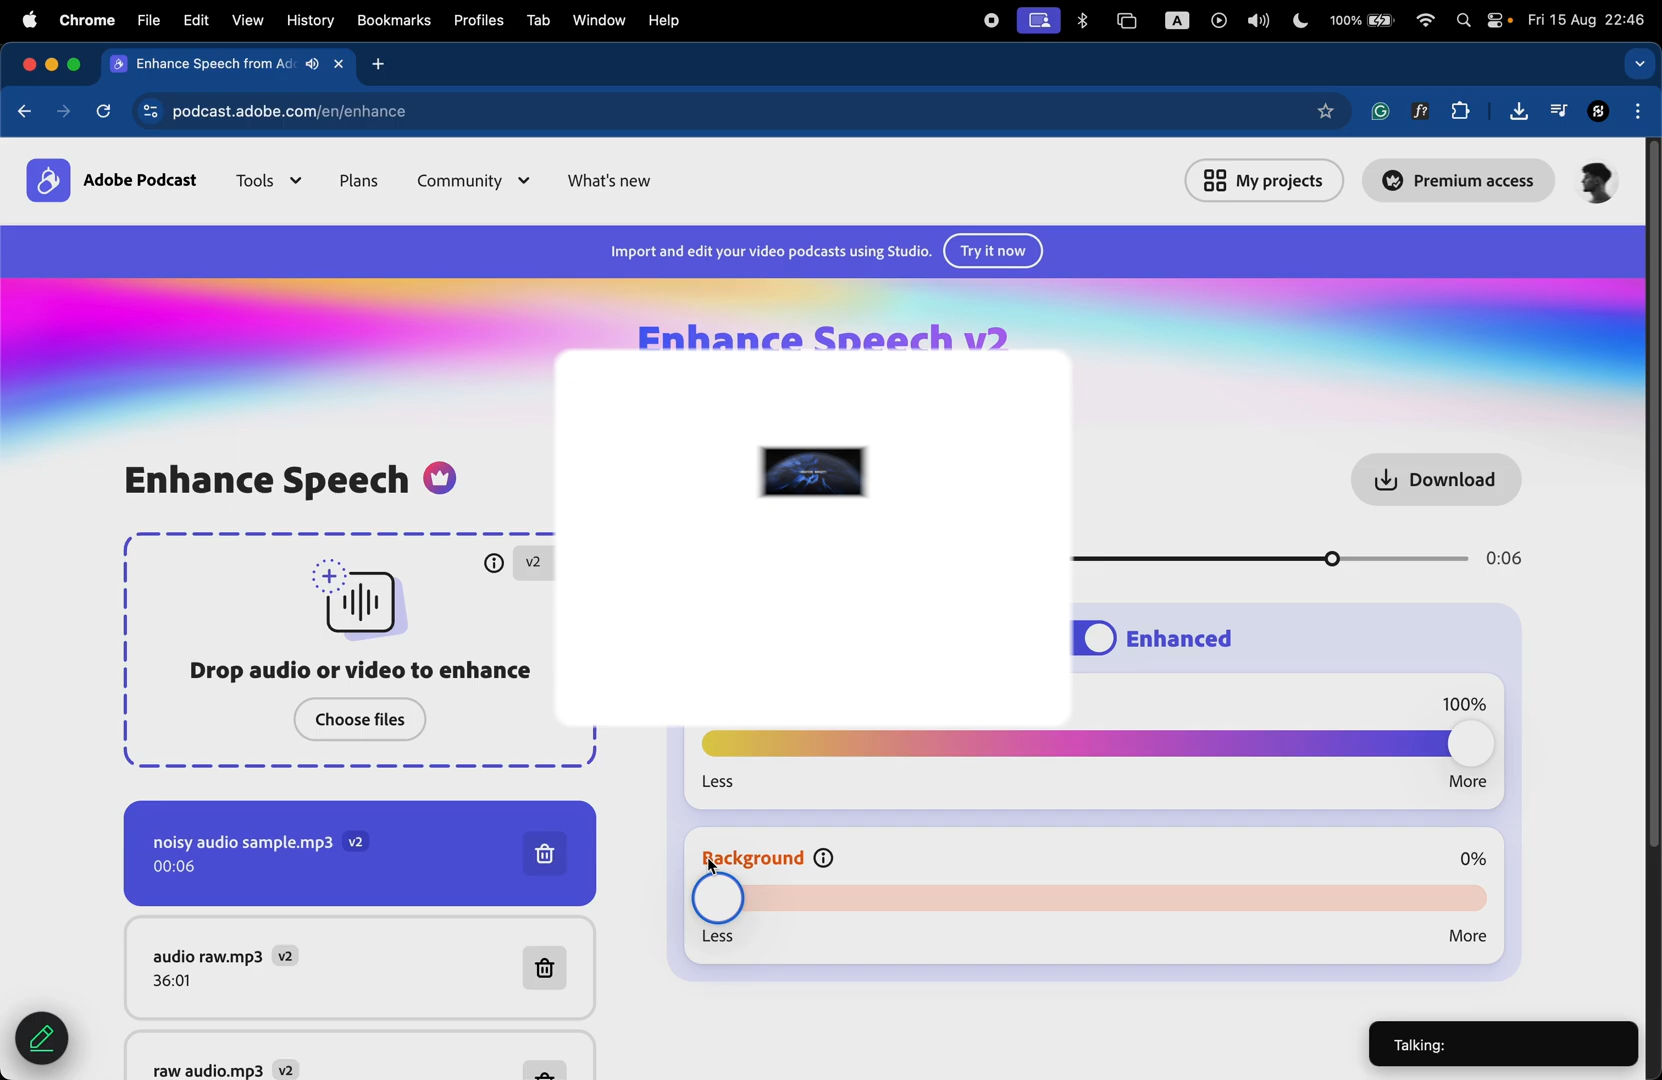 Chrome File Edit View History Bookmarks Profiles Tab Window Help A 100% Fri 15 Aug 22:46
Enhance Speech from Ad
podcast.adobe.com/en/enhance f?
Adobe Podcast Tools Plans Community What's new My projects Premium access
Import and edit your video podcasts using Studio. Try it now
Enhance Speech v2
Enhance Speech
Download
v2
0:06
Drop audio or video to enhance
Choose files
Enhanced
100%
Less More
noisy audio sample.mp3 v2
00:06
Background 0%
Less More
audio raw.mp3 v2
36:01
raw audio.mp3 v2
Talking: